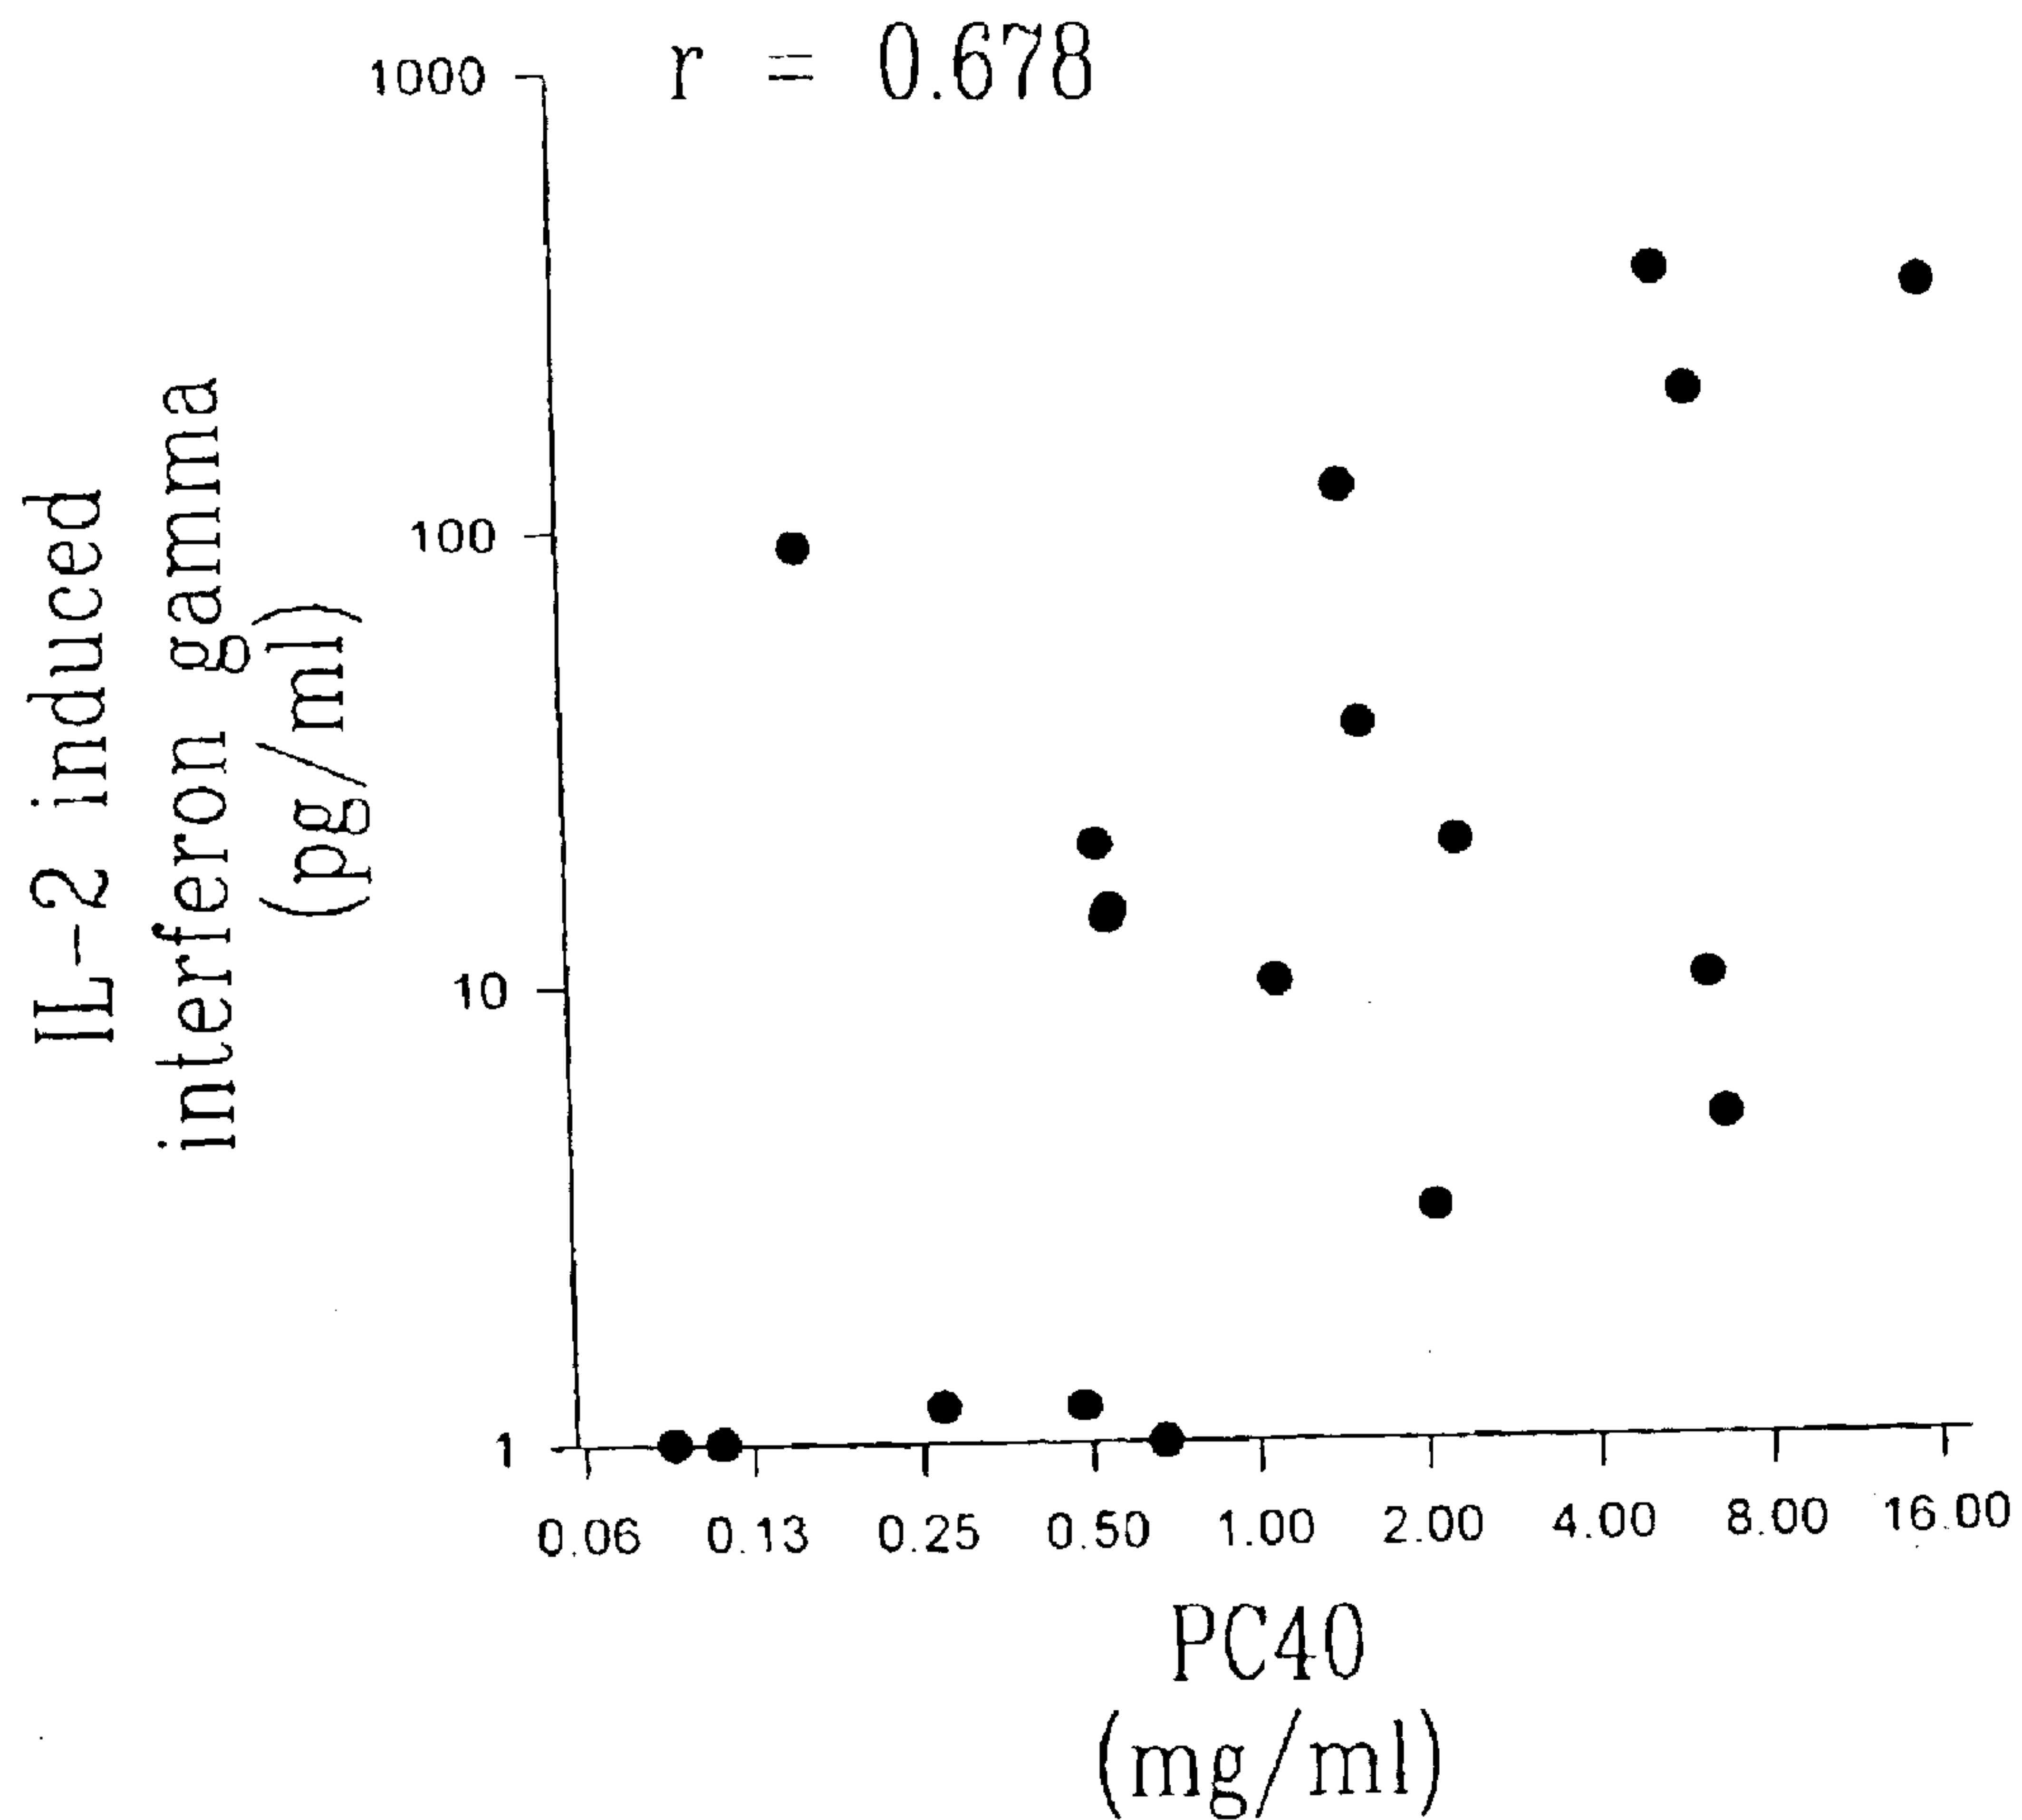 r = 0.678
1000
100
10
1
IL-2 induced
interferon gamma
(pg/ml)
0.06 0.13 0.25 0.50 1.00 2.00 4.00 8.00 16.00
PC40
(mg/ml)